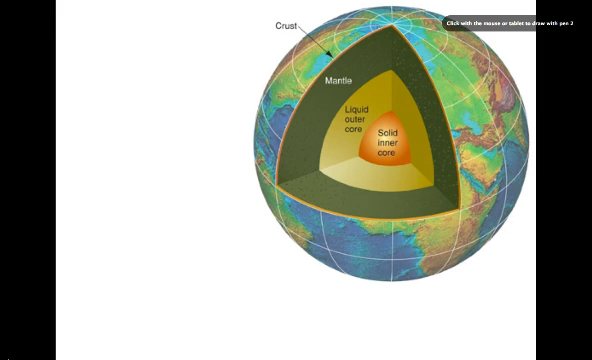 Crust
Click with the mouse or tablet to draw with pen 2
Mantle
Liquid
outer
core
Solid
inner
core